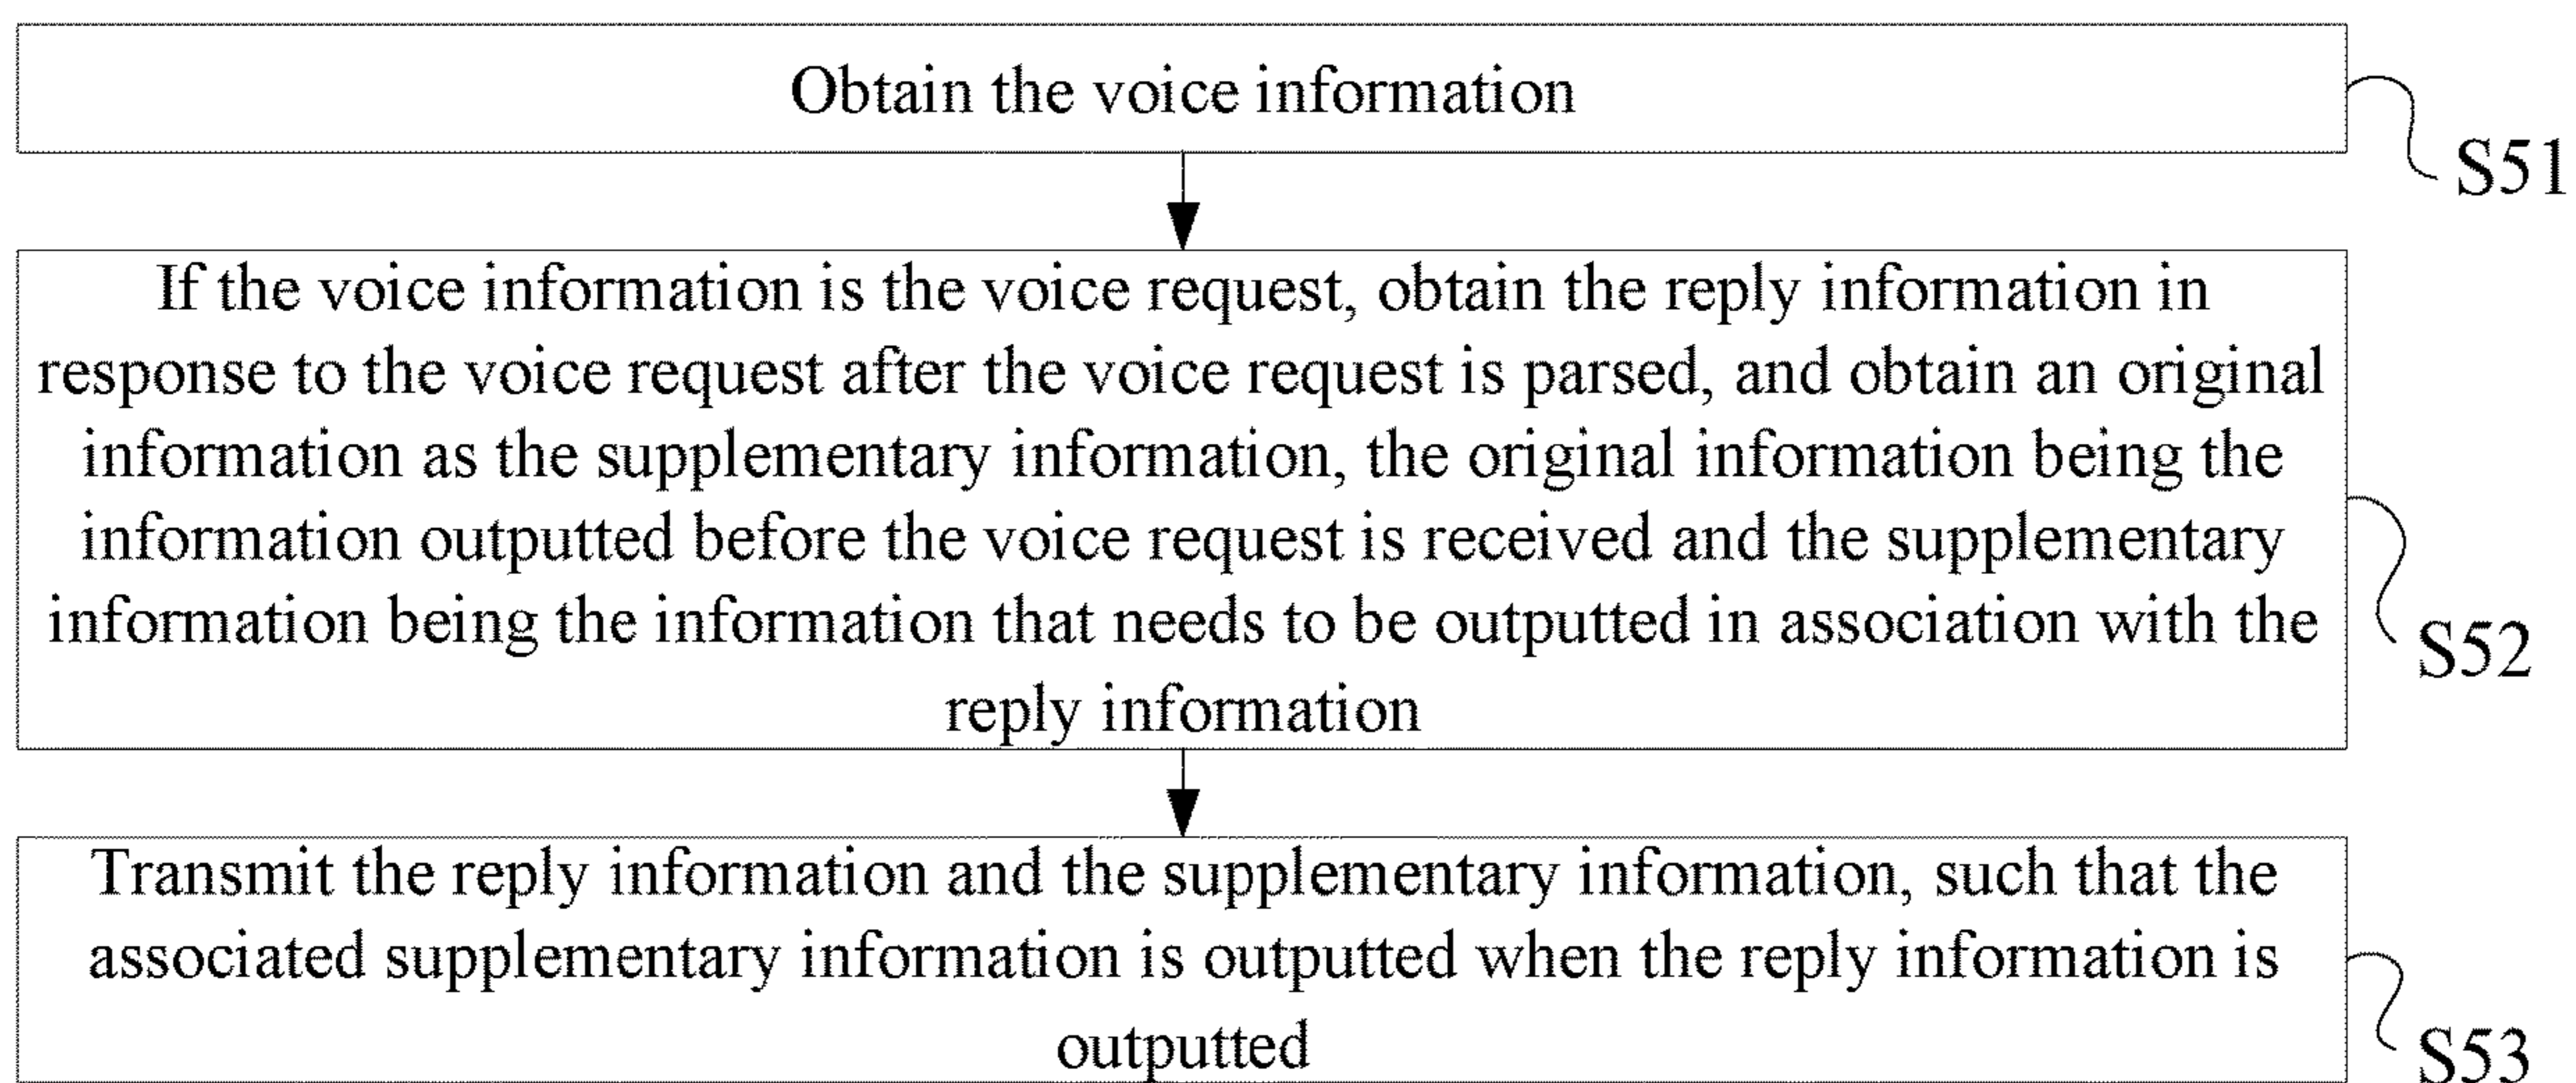 Obtain the voice information
S51
If the voice information is the voice request, obtain the reply information in
response to the voice request after the voice request is parsed, and obtain an original
information as the supplementary information, the original information being the
information outputted before the voice request is received and the supplementary
information being the information that needs to be outputted in association with the
reply information
S52
Transmit the reply information and the supplementary information, such that the
associated supplementary information is outputted when the reply information is
outputted
S53